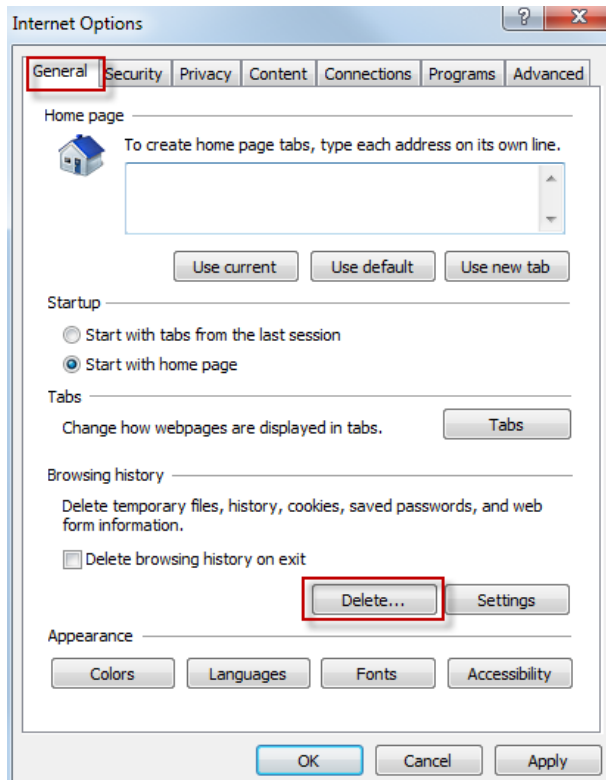 Internet Options
?
X
General Security Privacy Content Connections Programs Advanced
Home page
To create home page tabs, type each address on its own line.
Use current Use default Use new tab
Startup
Start with tabs from the last session
Start with home page
Tabs
Change how webpages are displayed in tabs. Tabs
Browsing history
Delete temporary files, history, cookies, saved passwords, and web
form information.
Delete browsing history on exit
Delete... Settings
Appearance
Colors Languages Fonts Accessibility
OK Cancel Apply